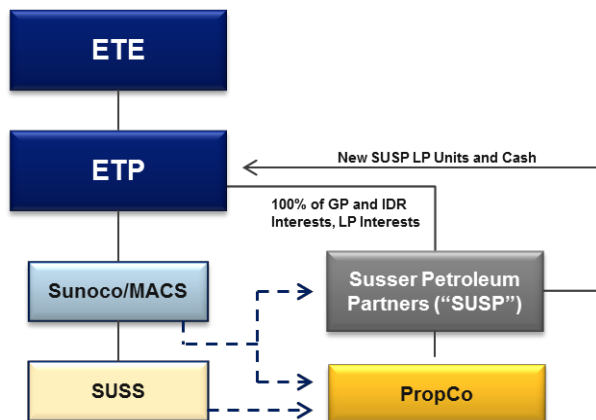 ETE
ETP
New SUSP LP Units and Cash
100% of GP and IDR
Interests, LP Interests
Sunoco/MACS
Susser Petroleum
Partners (“SUSP”)
SUSS
PropCo